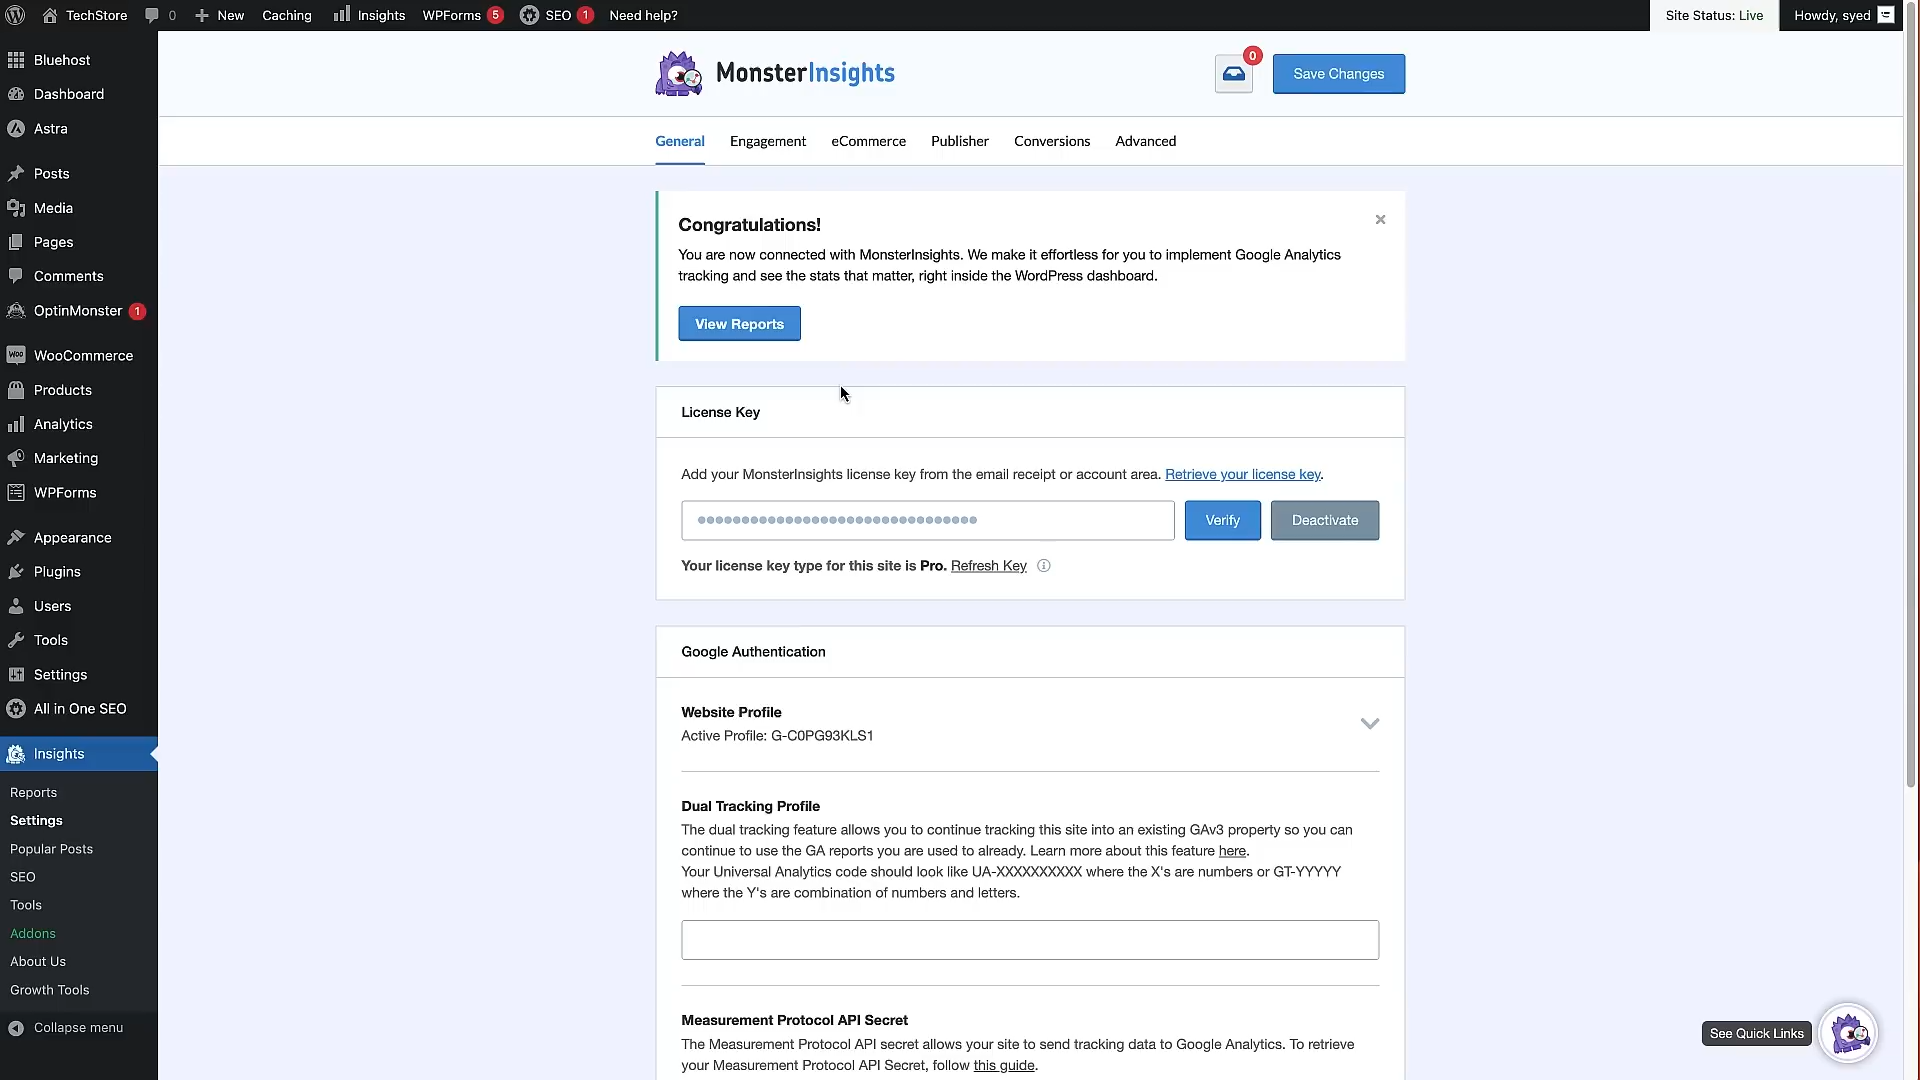 TechStore
0
New
Caching
Insights
WPForms 5
SEO 1
Need help?
Site Status: Live
Howdy, syed
Bluehost
Dashboard
Astra
Posts
Media
Pages
Comments
OptinMonster 1
WooCommerce
Products
Analytics
Marketing
WPForms
Appearance
Plugins
Users
Tools
Settings
All in One SEO
Insights
Reports
Settings
Popular Posts
SEO
Tools
Addons
About Us
Growth Tools
Collapse menu
MonsterInsights
0
Save Changes
General
Engagement
eCommerce
Publisher
Conversions
Advanced
Congratulations!
You are now connected with MonsterInsights. We make it effortless for you to implement Google Analytics
tracking and see the stats that matter, right inside the WordPress dashboard.
View Reports
License Key
Add your MonsterInsights license key from the email receipt or account area. Retrieve your license key.
Verify
Deactivate
Your license key type for this site is Pro. Refresh Key
Google Authentication
Website Profile
Active Profile: G-C0PG93KLS1
Dual Tracking Profile
The dual tracking feature allows you to continue tracking this site into an existing GAv3 property so you can
continue to use the GA reports you are used to already. Learn more about this feature here.
Your Universal Analytics code should look like UA-XXXXXXXXXX where the X's are numbers or GT-YYYYY
where the Y's are combination of numbers and letters.
Measurement Protocol API Secret
The Measurement Protocol API secret allows your site to send tracking data to Google Analytics. To retrieve
your Measurement Protocol API Secret, follow this guide.
See Quick Links